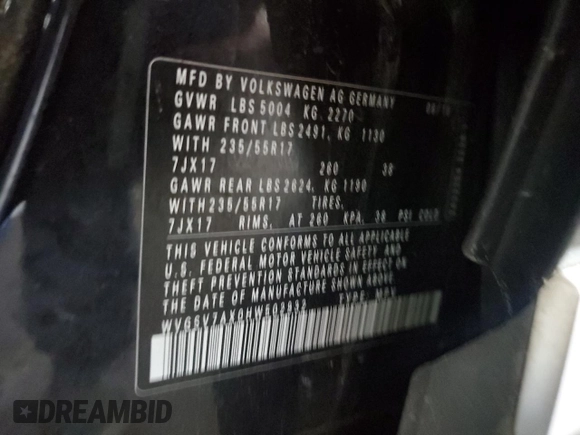 MFD BY VOLKSWAGEN AG GERMANY
GVWR LBS 5004 KG 2270
GAWR FRONT LBS 2491, KG 1130
WITH 235/55R17
7JX17 260 38
GAWR REAR LBS 2624, KG 1190
WITH 235/55R17 TIRES,
7JX17 RIMS, AT 260 KPA, 38 PSI COLD
THIS VEHICLE CONFORMS TO ALL APPLICABLE
U.S. FEDERAL MOTOR VEHICLE SAFETY AND
THEFT PREVENTION STANDARDS IN EFFECT ON
THE DATE OF MANUFACTURE SHOWN ABOVE
TYPE
DREAMBID